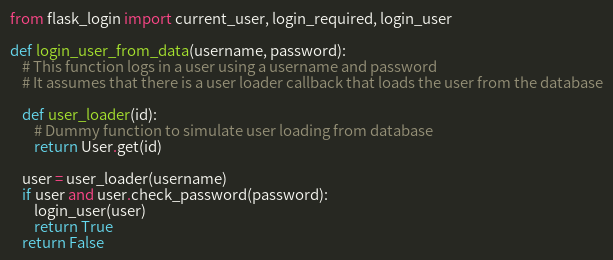 from flask_login import current_user, login_required, login_user
def login_user_from_data(username, password):
# This function logs in a user using a username and password
# It assumes that there is a user loader callback that loads the user from the database
def user_loader(id):
# Dummy function to simulate user loading from database
return User.get(id)
user = user_loader(username)
if user and user.check_password(password):
login_user(user)
return True
return False